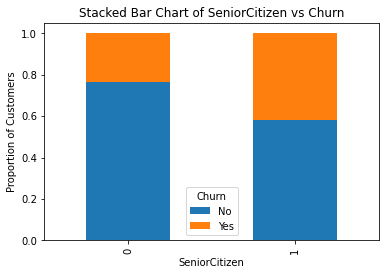 Stacked Bar Chart of SeniorCitizen vs Churn
Proportion of Customers
1.0
0.8
0.6
0.4
0.2
0.0
Churn
No
Yes
0
1
SeniorCitizen